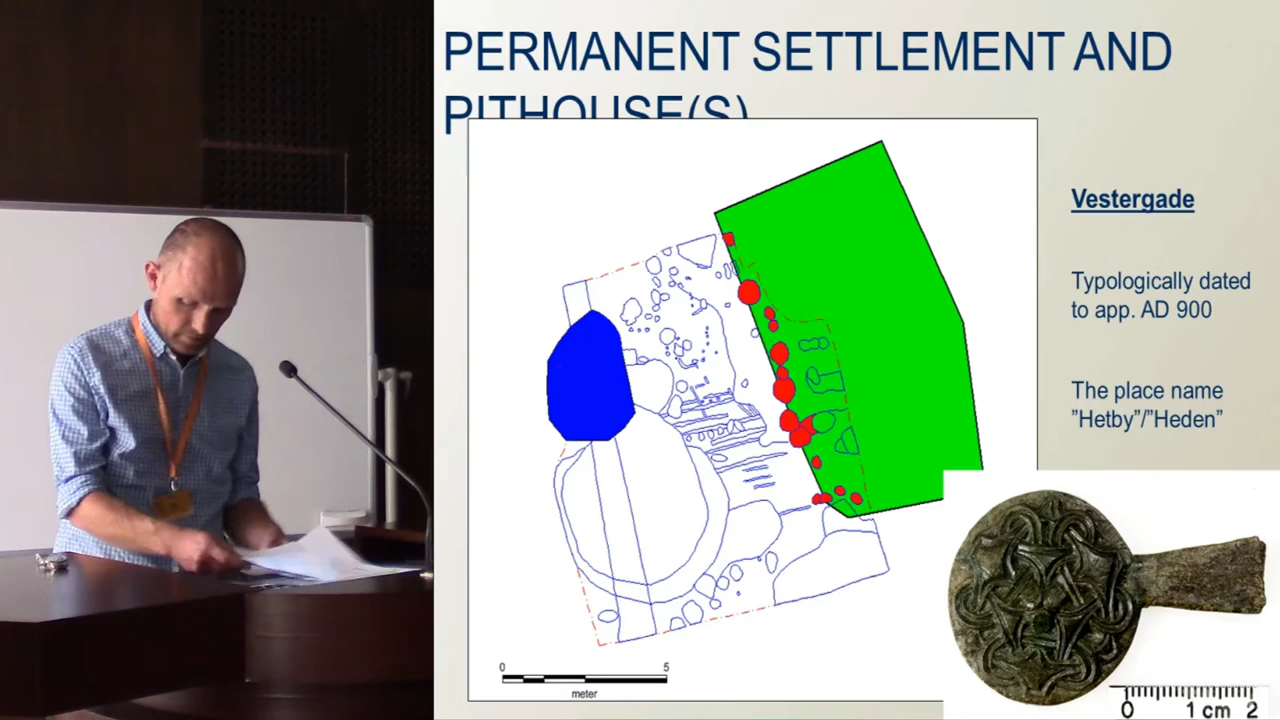 PERMANENT SETTLEMENT AND
PITHOUSE(S)
Vestergade
Typologically dated
to app. AD 900
The place name
"Hetby"/"Heden"
0 5
meter
0 1 cm 2